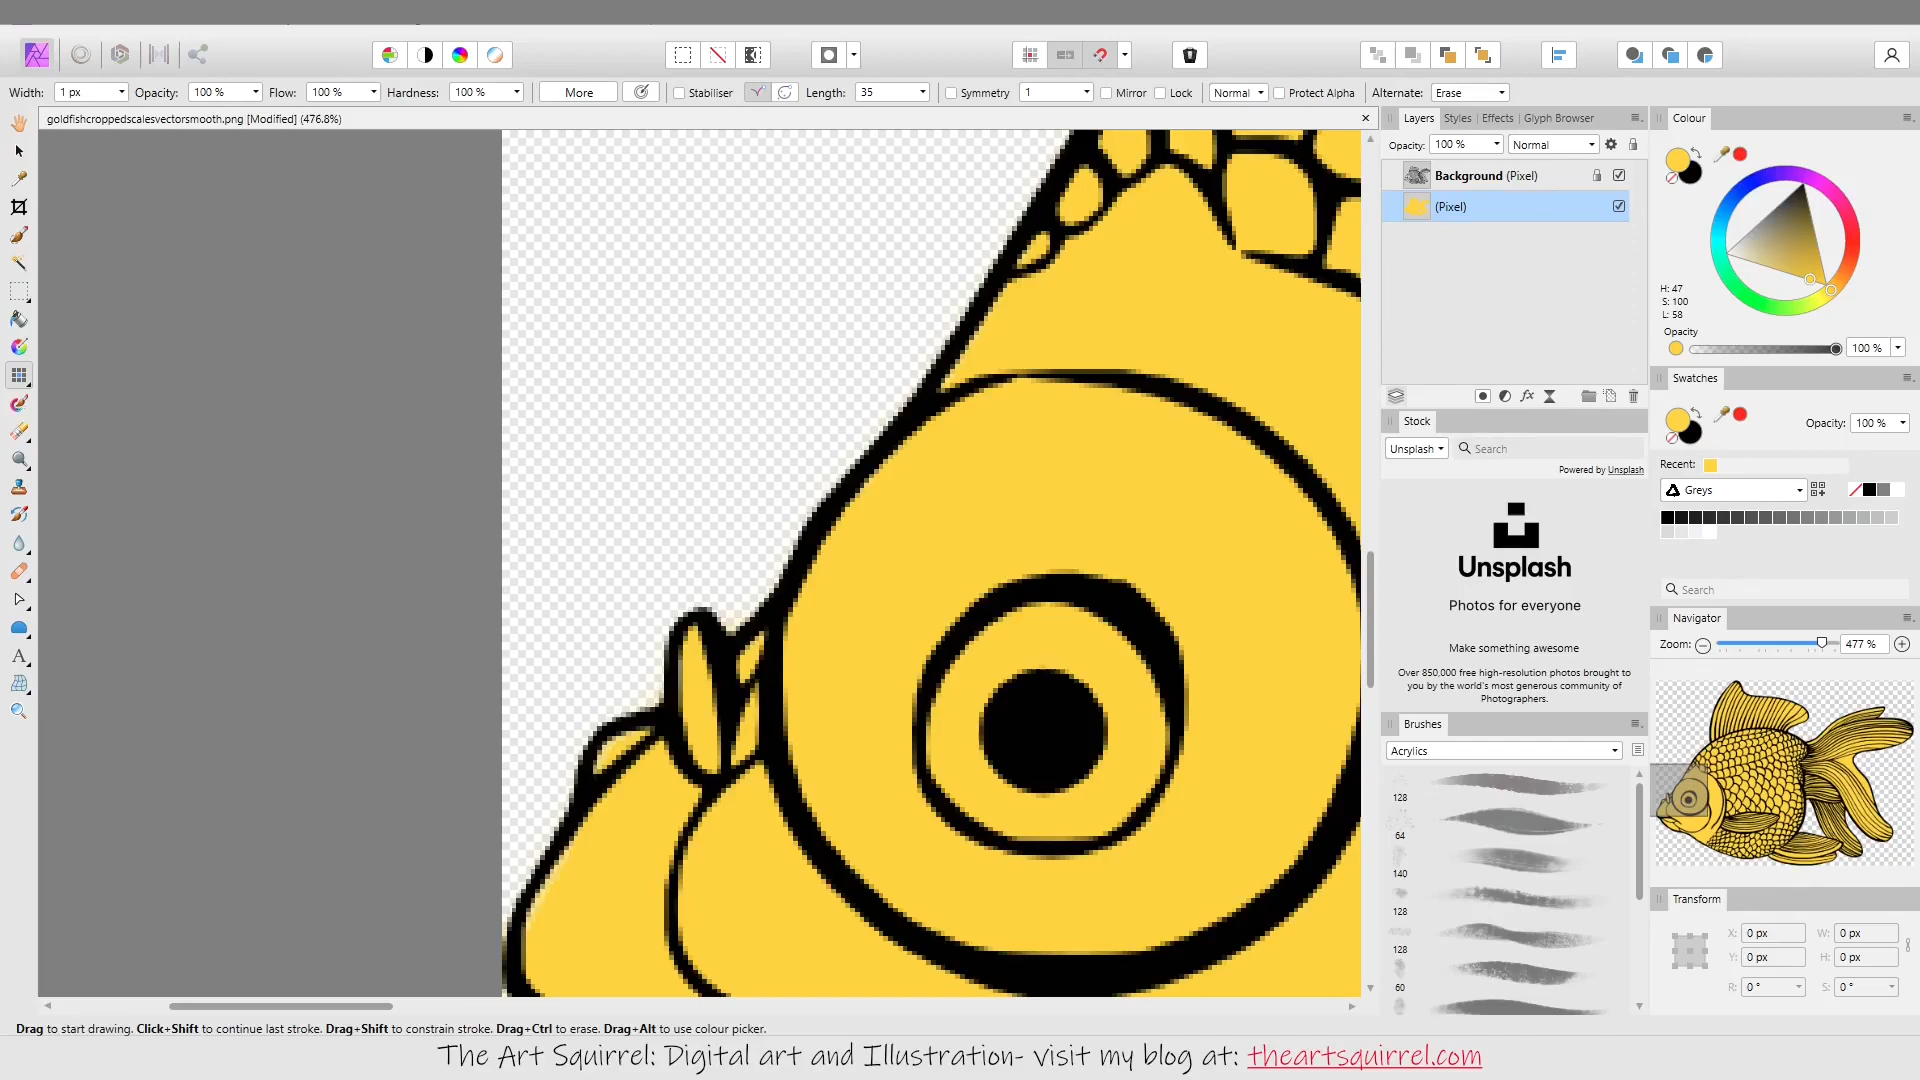 Width: 1 px Opacity: 100 % Flow: 100 % Hardness: 100 % More Stabiliser Length: 35 Symmetry 1 Mirror Lock Normal Protect Alpha Alternate: Erase
goldfishcroppedscalesvectorsmooth.png [Modified] (476.8%)
Layers Styles Effects Glyph Browser
Opacity: 100 % Normal
Background (Pixel)
(Pixel)
Stock
Unsplash Search
Powered by Unsplash
Unsplash
Photos for everyone
Make something awesome
Over 850,000 free high-resolution photos brought to
you by the world's most generous community of
Photographers.
Brushes
Acrylics
128
64
140
128
128
60
Colour
H: 47
S: 100
L: 58
Opacity
100 %
Swatches
Opacity: 100 %
Recent:
Greys
Search
Navigator
Zoom: 477 %
Transform
X: 0 px W: 0 px
Y: 0 px H: 0 px
R: 0 ° S: 0 °
Drag to start drawing. Click+Shift to continue last stroke. Drag+Shift to constrain stroke. Drag+Ctrl to erase. Drag+Alt to use colour picker.
The Art Squirrel: Digital art and Illustration- visit my blog at: theartsquirrel.com